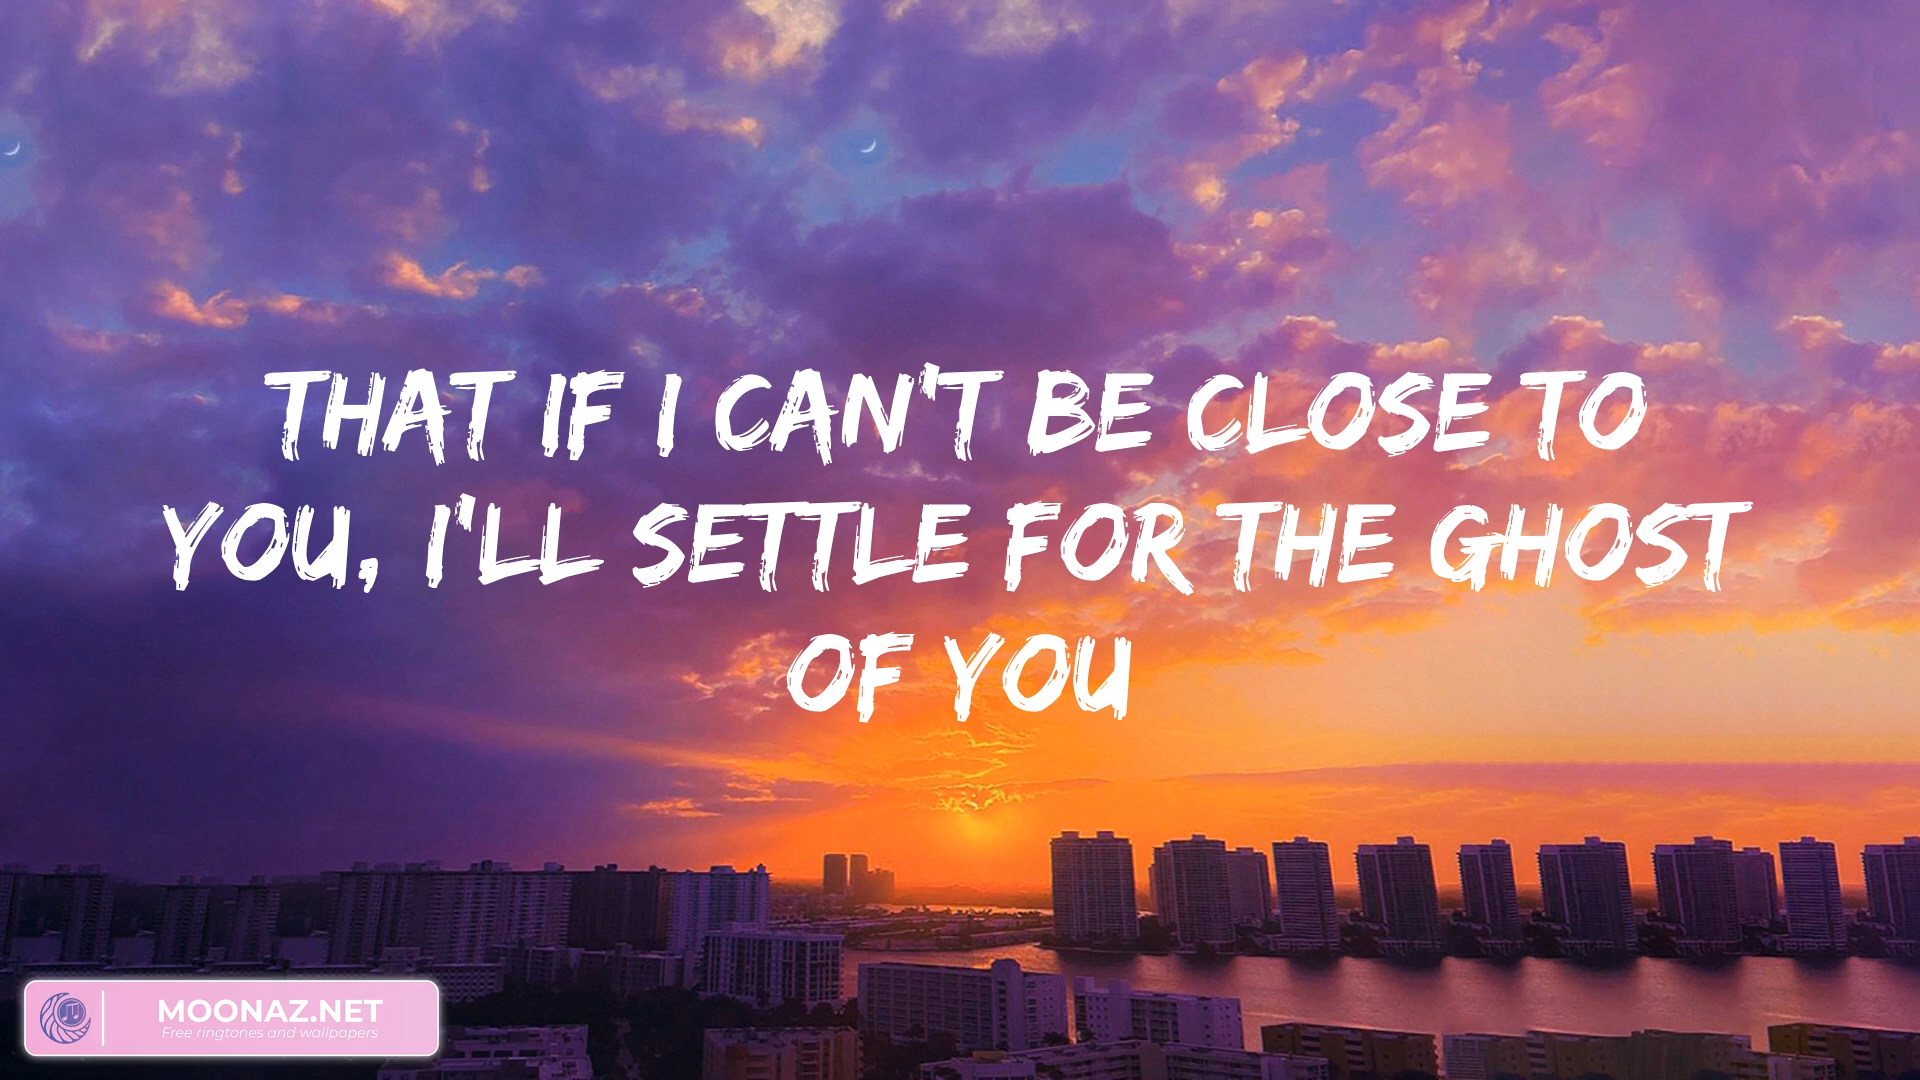 THAT IF I CAN'T BE CLOSE TO
YOU, I'LL SETTLE FOR THE GHOST
OF YOU
MOONAZ.NET
Free ringtones and wallpapers